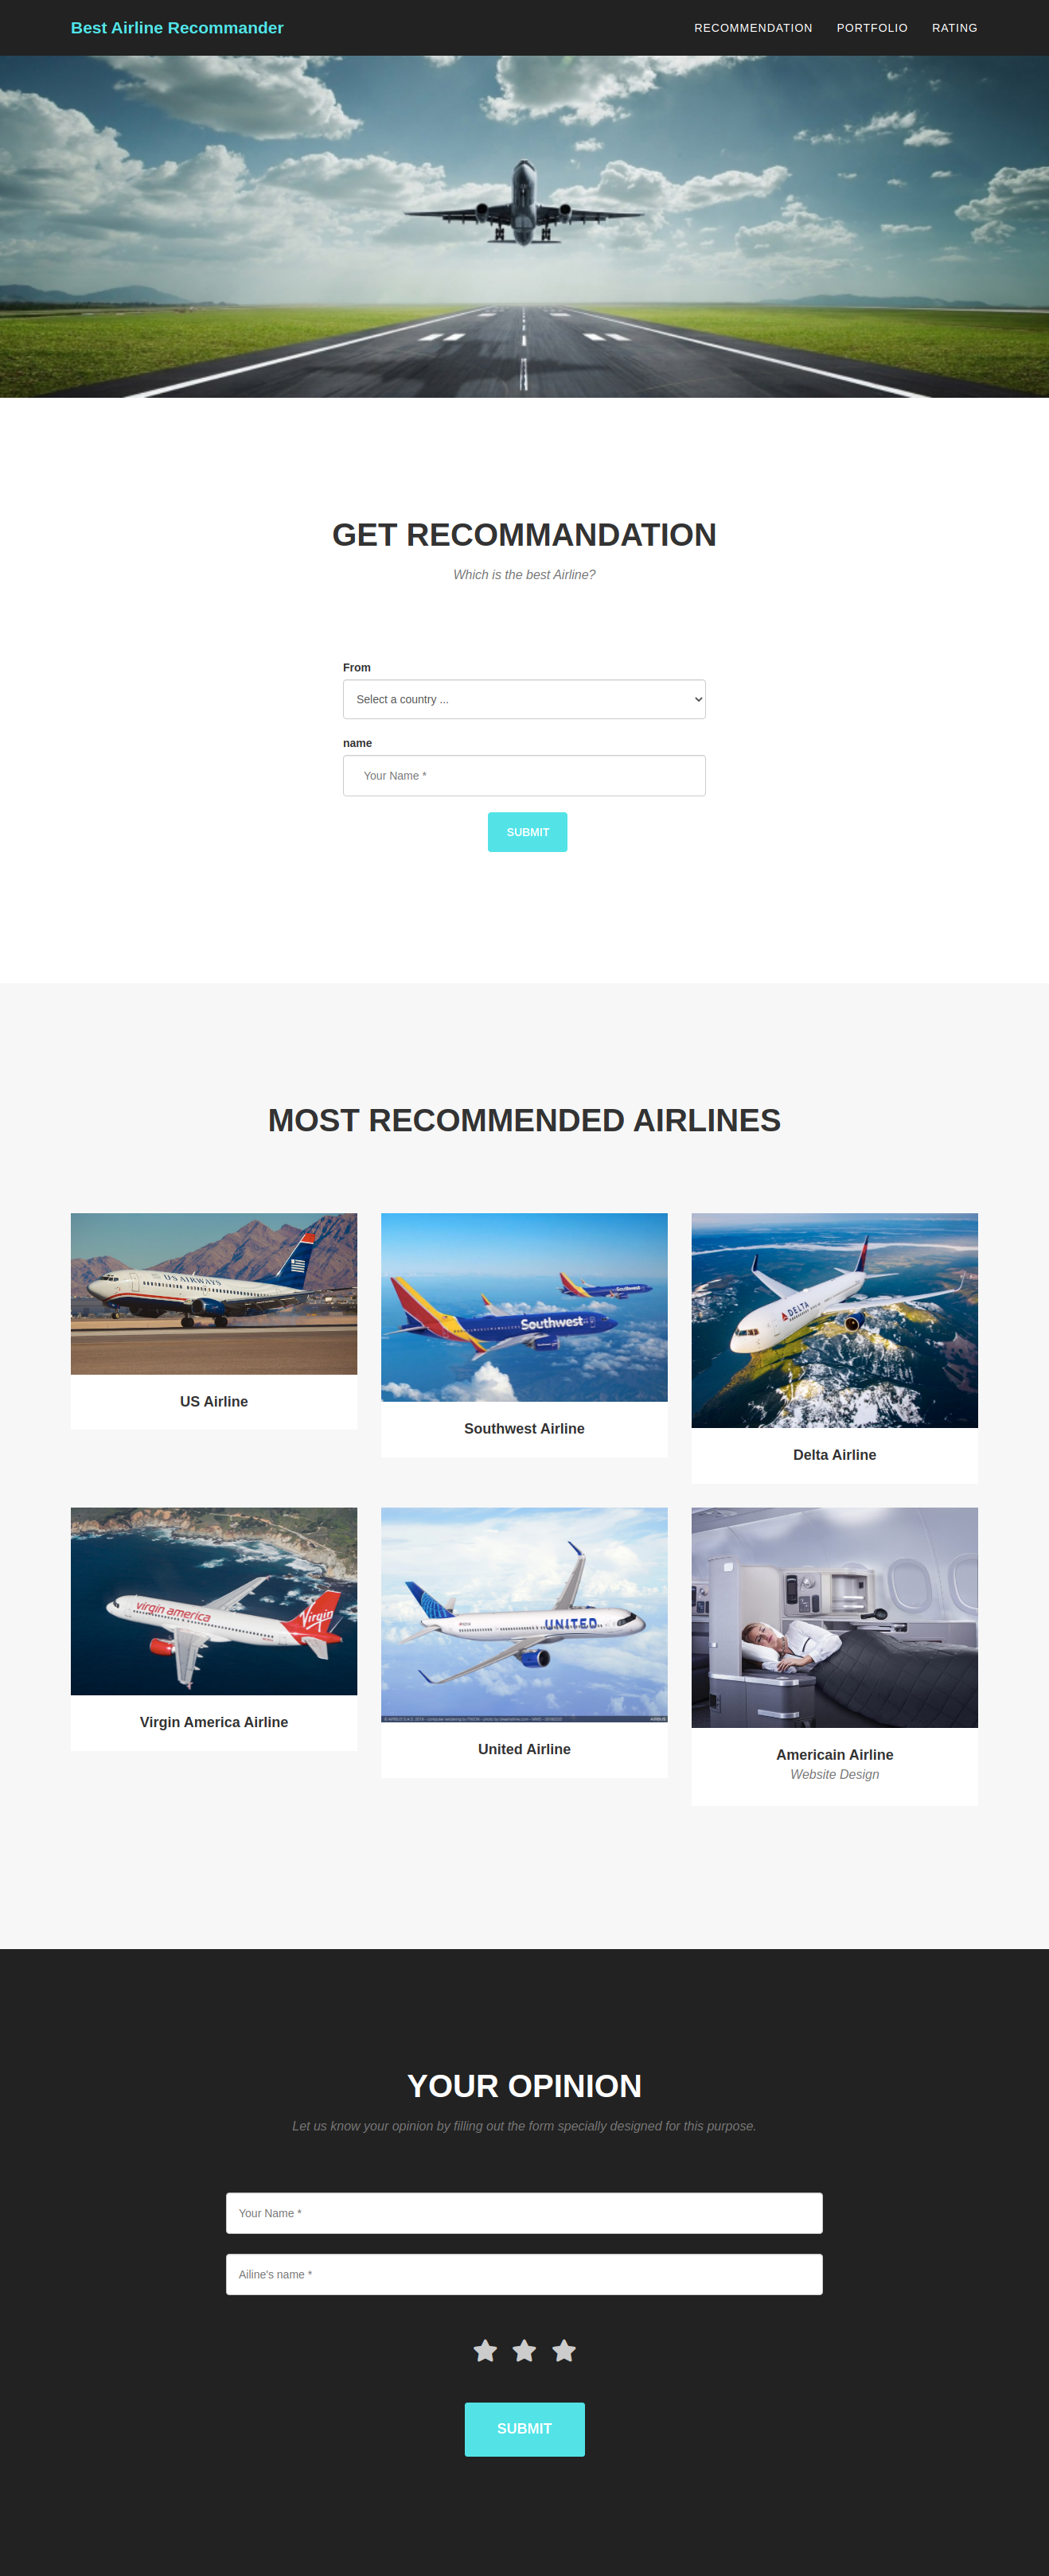 Best Airline Recommander
RECOMMENDATION PORTFOLIO RATING
GET RECOMMANDATION
Which is the best Airline?
From
Select a country ...
name
Your Name *
SUBMIT
MOST RECOMMENDED AIRLINES
U·S AIRWAYS
Southwest
Southwest
DELTA
US Airline
Southwest Airline
Delta Airline
virgin america
Virgin
UNITED
Virgin America Airline
United Airline
Americain Airline
Website Design
YOUR OPINION
Let us know your opinion by filling out the form specially designed for this purpose.
Your Name *
Ailine's name *
SUBMIT